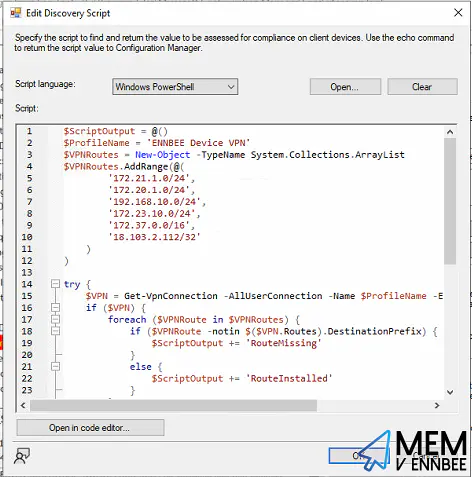 Edit Discovery Script
Specify the script to find and return the value to be assessed for compliance on client devices. Use the echo command
to return the script value to Configuration Manager.
Script language: Windows PowerShell Open... Clear
Script:
1 $ScriptOutput = @()
2 $ProfileName = 'ENNBEE Device VPN'
3 $VPNRoutes = New-Object -TypeName System.Collections.ArrayList
4 $VPNRoutes.AddRange(@(
5 '172.21.1.0/24',
6 '172.20.1.0/24',
7 '192.168.10.0/24',
8 '172.23.10.0/24',
9 '172.37.0.0/16',
10 '18.103.2.112/32'
11 )
12 )
13
14 try {
15 $VPN = Get-VpnConnection -AllUserConnection -Name $ProfileName -E
16 if ($VPN) {
17 foreach ($VPNRoute in $VPNRoutes) {
18 if ($VPNRoute -notin $($VPN.Routes).DestinationPrefix) {
19 $ScriptOutput += 'RouteMissing'
20 }
21 else {
22 $ScriptOutput += 'RouteInstalled'
23 }
Open in code editor...
MEM
V ENNBEE